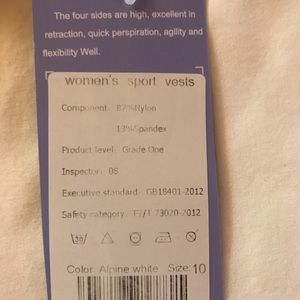 The four sides are high, excellent in
retraction, quick perspiration, agility and
flexibility Well.
women's sport vests
Component: 87%Nylon
13%Spandex
Product level: Grade One
Inspector: 08
Executive standard: GB18401-2012
Safety category: FZ/T 73020-2012
Color Alpine white Size: 10